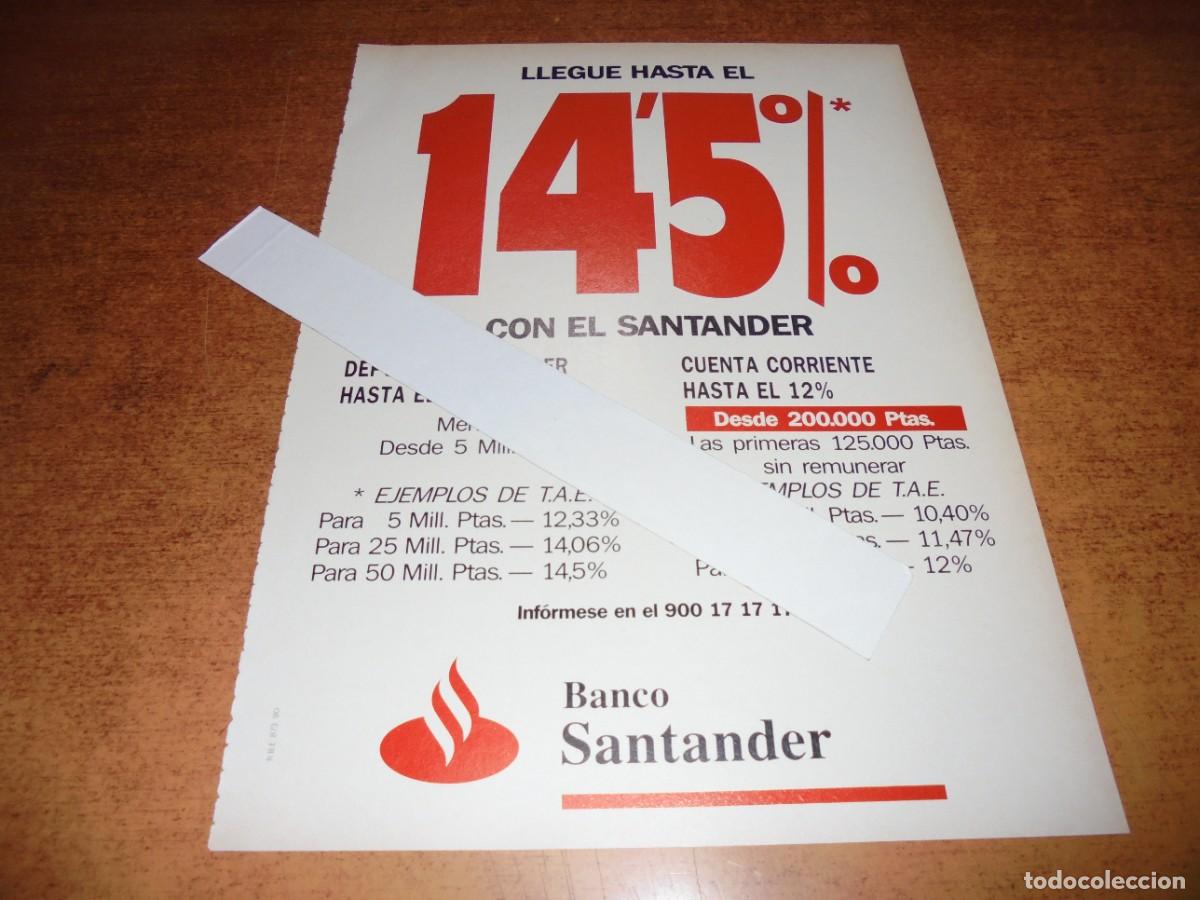 LLEGUE HASTA EL
14'5%*
CON EL SANTANDER
HASTA
Desde 5
* EJEMPLOS DE T.A.E.
Para 5 Mill. Ptas. — 12,33%
Para 25 Mill. Ptas. — 14,06%
Para 50 Mill. Ptas. — 14,5%
CUENTA CORRIENTE
HASTA EL 12%
Desde 200.000 Ptas.
Las primeras 125.000 Ptas.
sin remunerar
DE T.A.E.
Ptas. — 10,40%
— 11,47%
— 12%
Infórmese en el 900 17 17
Banco
Santander
todocoleccion